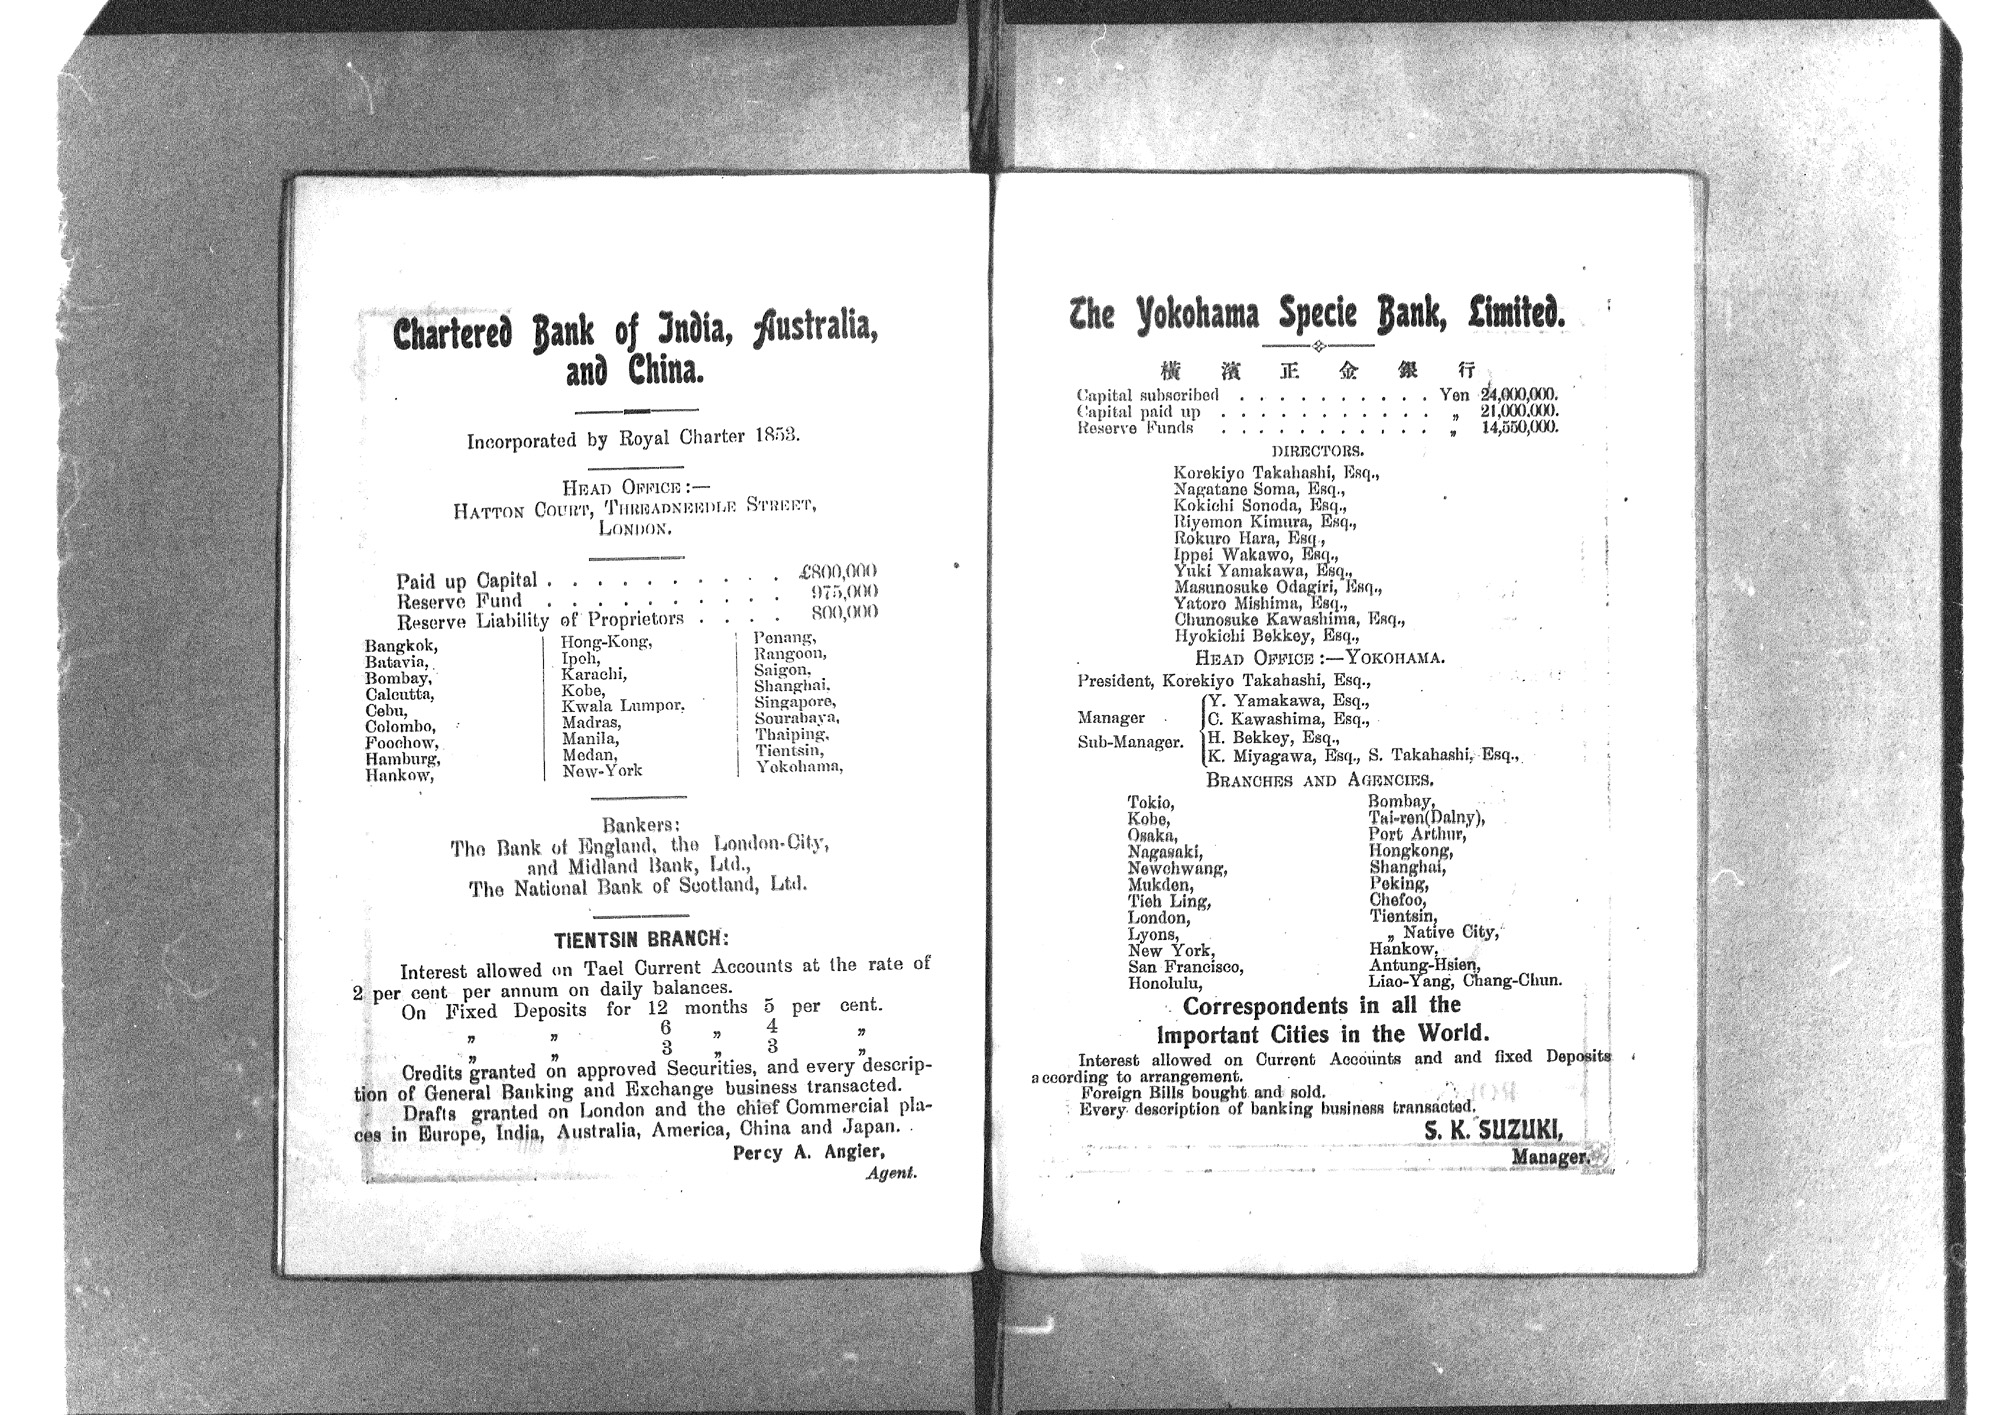 Chartered Bank of India, Australia,
and China.
Incorporated by Royal Charter 1853.
HEAD OFFICE:—
HATTON COURT, THREADNEEDLE STREET,
LONDON.
Paid up Capital . . . . . . . . . . £800,000
Reserve Fund . . . . . . . . . . 975,000
Reserve Liability of Proprietors . . . . 800,000
Bangkok,
Batavia,
Bombay,
Calcutta,
Cebu,
Colombo,
Foochow,
Hamburg,
Hankow,
Hong-Kong,
Ipoh,
Karachi,
Kobe,
Kwala Lumpor,
Madras,
Manila,
Medan,
New-York
Penang,
Rangoon,
Saigon,
Shanghai,
Singapore,
Sourabaya,
Thaiping,
Tientsin,
Yokohama,
Bankers:
The Bank of England, the London-City,
and Midland Bank, Ltd.,
The National Bank of Scotland, Ltd.
TIENTSIN BRANCH:
Interest allowed on Tael Current Accounts at the rate of
2 per cent per annum on daily balances.
On Fixed Deposits for 12 months 5 per cent.
„ „ 6 „ 4 „
„ „ 3 „ 3 „
Credits granted on approved Securities, and every descrip-
tion of General Banking and Exchange business transacted.
Drafts granted on London and the chief Commercial pla-
ces in Europe, India, Australia, America, China and Japan.
Percy A. Angier,
Agent.
The Yokohama Specie Bank, Limited.
橫濱正金銀行
Capital subscribed . . . . . . . . . . Yen 24,000,000.
Capital paid up . . . . . . . . . . . „ 21,000,000.
Reserve Funds . . . . . . . . . . . „ 14,550,000.
DIRECTORS.
Korekiyo Takahashi, Esq.,
Nagatane Soma, Esq.,
Kokichi Sonoda, Esq.,
Riyemon Kimura, Esq.,
Rokuro Hara, Esq.,
Ippei Wakawo, Esq.,
Yuki Yamakawa, Esq.,
Masunosuke Odagiri, Esq.,
Yatoro Mishima, Esq.,
Chunosuke Kawashima, Esq.,
Hyokichi Bekkey, Esq.,
HEAD OFFICE:—YOKOHAMA.
President, Korekiyo Takahashi, Esq.,
Manager
Sub-Manager.
Y. Yamakawa, Esq.,
C. Kawashima, Esq.,
H. Bekkey, Esq.,
K. Miyagawa, Esq., S. Takahashi, Esq.,
BRANCHES AND AGENCIES.
Tokio,
Kobe,
Osaka,
Nagasaki,
Newchwang,
Mukden,
Tieh Ling,
London,
Lyons,
New York,
San Francisco,
Honolulu,
Bombay,
Tai-ren(Dalny),
Port Arthur,
Hongkong,
Shanghai,
Peking,
Chefoo,
Tientsin,
„ Native City,
Hankow,
Antung-Hsien,
Liao-Yang, Chang-Chun.
Correspondents in all the
Important Cities in the World.
Interest allowed on Current Accounts and and fixed Deposits
according to arrangement.
Foreign Bills bought and sold.
Every description of banking business transacted.
S. K. SUZUKI,
Manager.